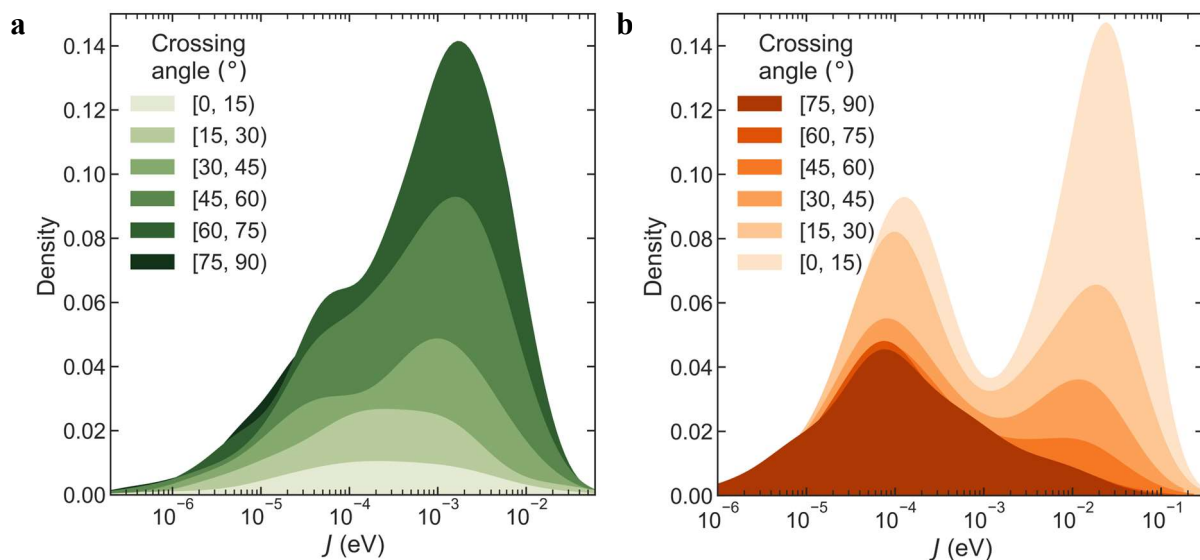 a
Density
0.14
0.12
0.10
0.08
0.06
0.04
0.02
0.00
Crossing
angle (°)
[0, 15)
[15, 30)
[30, 45)
[45, 60)
[60, 75)
[75, 90)
10⁻⁶ 10⁻⁵ 10⁻⁴ 10⁻³ 10⁻²
J (eV)
b
Density
0.14
0.12
0.10
0.08
0.06
0.04
0.02
0.00
Crossing
angle (°)
[75, 90)
[60, 75)
[45, 60)
[30, 45)
[15, 30)
[0, 15)
10⁻⁶ 10⁻⁵ 10⁻⁴ 10⁻³ 10⁻² 10⁻¹
J (eV)